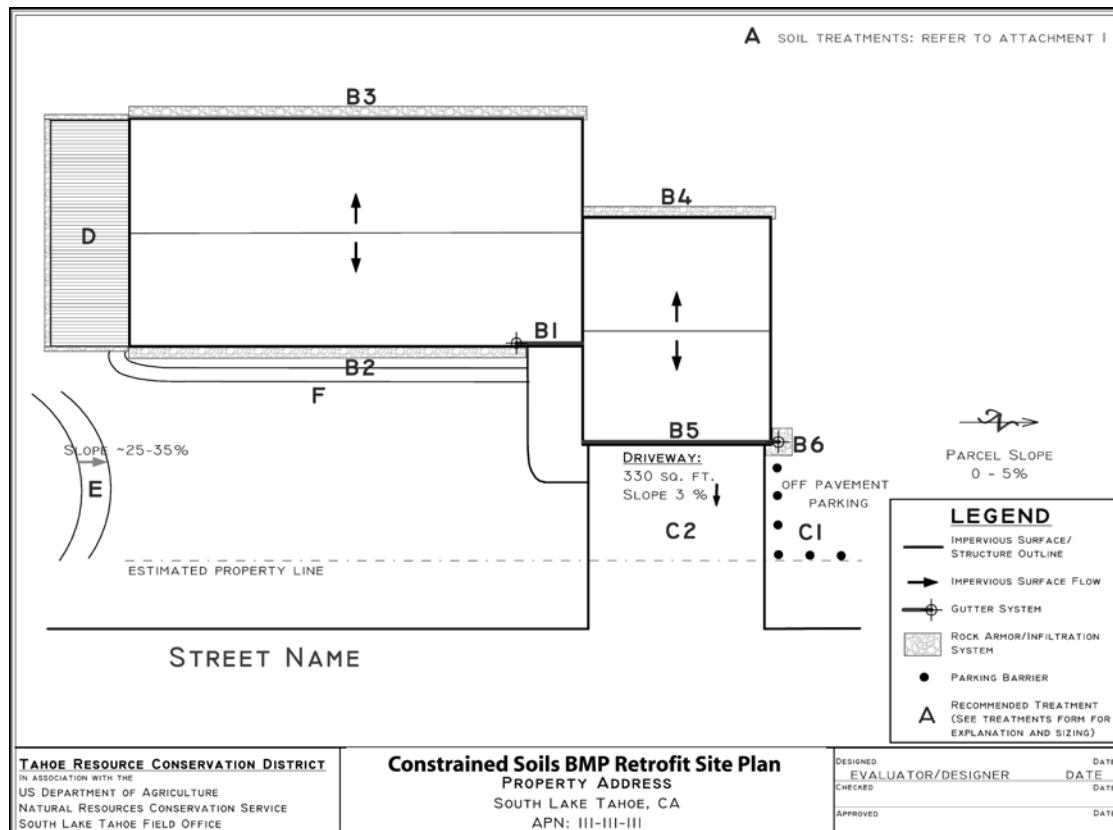 A SOIL TREATMENTS: REFER TO ATTACHMENT 1
B3
B4
D
B1
B2
F
SLOPE ~25-35%
E
B5
B6
DRIVEWAY:
330 SQ. FT.
SLOPE 3 %
OFF PAVEMENT
PARKING
C2
C1
N
PARCEL SLOPE
0 - 5%
ESTIMATED PROPERTY LINE
STREET NAME
LEGEND
IMPERVIOUS SURFACE/
STRUCTURE OUTLINE
IMPERVIOUS SURFACE FLOW
GUTTER SYSTEM
ROCK ARMOR/INFILTRATION
SYSTEM
PARKING BARRIER
A RECOMMENDED TREATMENT
(SEE TREATMENTS FORM FOR
EXPLANATION AND SIZING)
TAHOE RESOURCE CONSERVATION DISTRICT
IN ASSOCIATION WITH THE
US DEPARTMENT OF AGRICULTURE
NATURAL RESOURCES CONSERVATION SERVICE
SOUTH LAKE TAHOE FIELD OFFICE
Constrained Soils BMP Retrofit Site Plan
PROPERTY ADDRESS
SOUTH LAKE TAHOE, CA
APN: 111-111-111
DESIGNED DATE
EVALUATOR/DESIGNER DATE
CHECKED DATE
APPROVED DATE